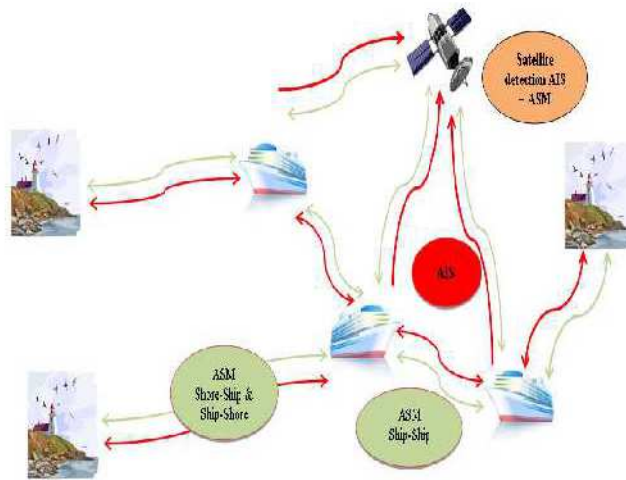 Satellite
detection AIS
– ASM
AIS
ASM
Shore-Ship &
Ship-Shore
ASM
Ship-Ship